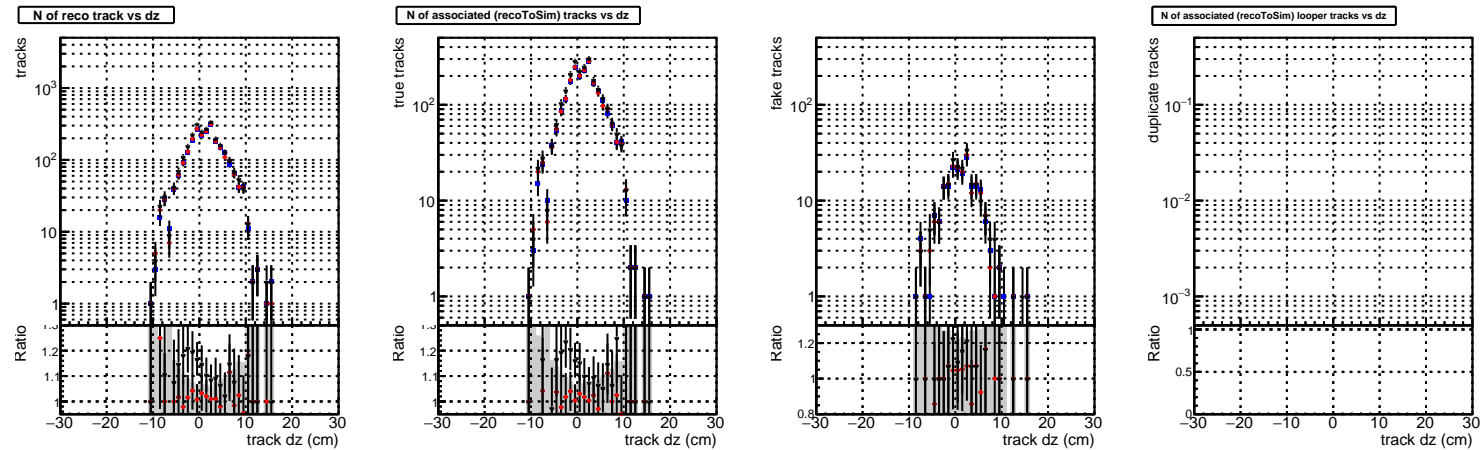 N of reco track vs dz
tracks
10³
10²
10
1
1.3
Ratio
1.2
1.1
1
−30 −20 −10 0 10 20 30
track dz (cm)
N of associated (recoToSim) tracks vs dz
true tracks
10²
10
1
1.3
Ratio
1.2
1.1
1
−30 −20 −10 0 10 20 30
track dz (cm)
fake tracks
10²
10
1
Ratio
1
0.8
−30 −20 −10 0 10 20 30
track dz (cm)
N of associated (recoToSim) looper tracks vs dz
duplicate tracks
10⁻¹
10⁻²
10⁻³
1
Ratio
0.5
0
−30 −20 −10 0 10 20 30
track dz (cm)